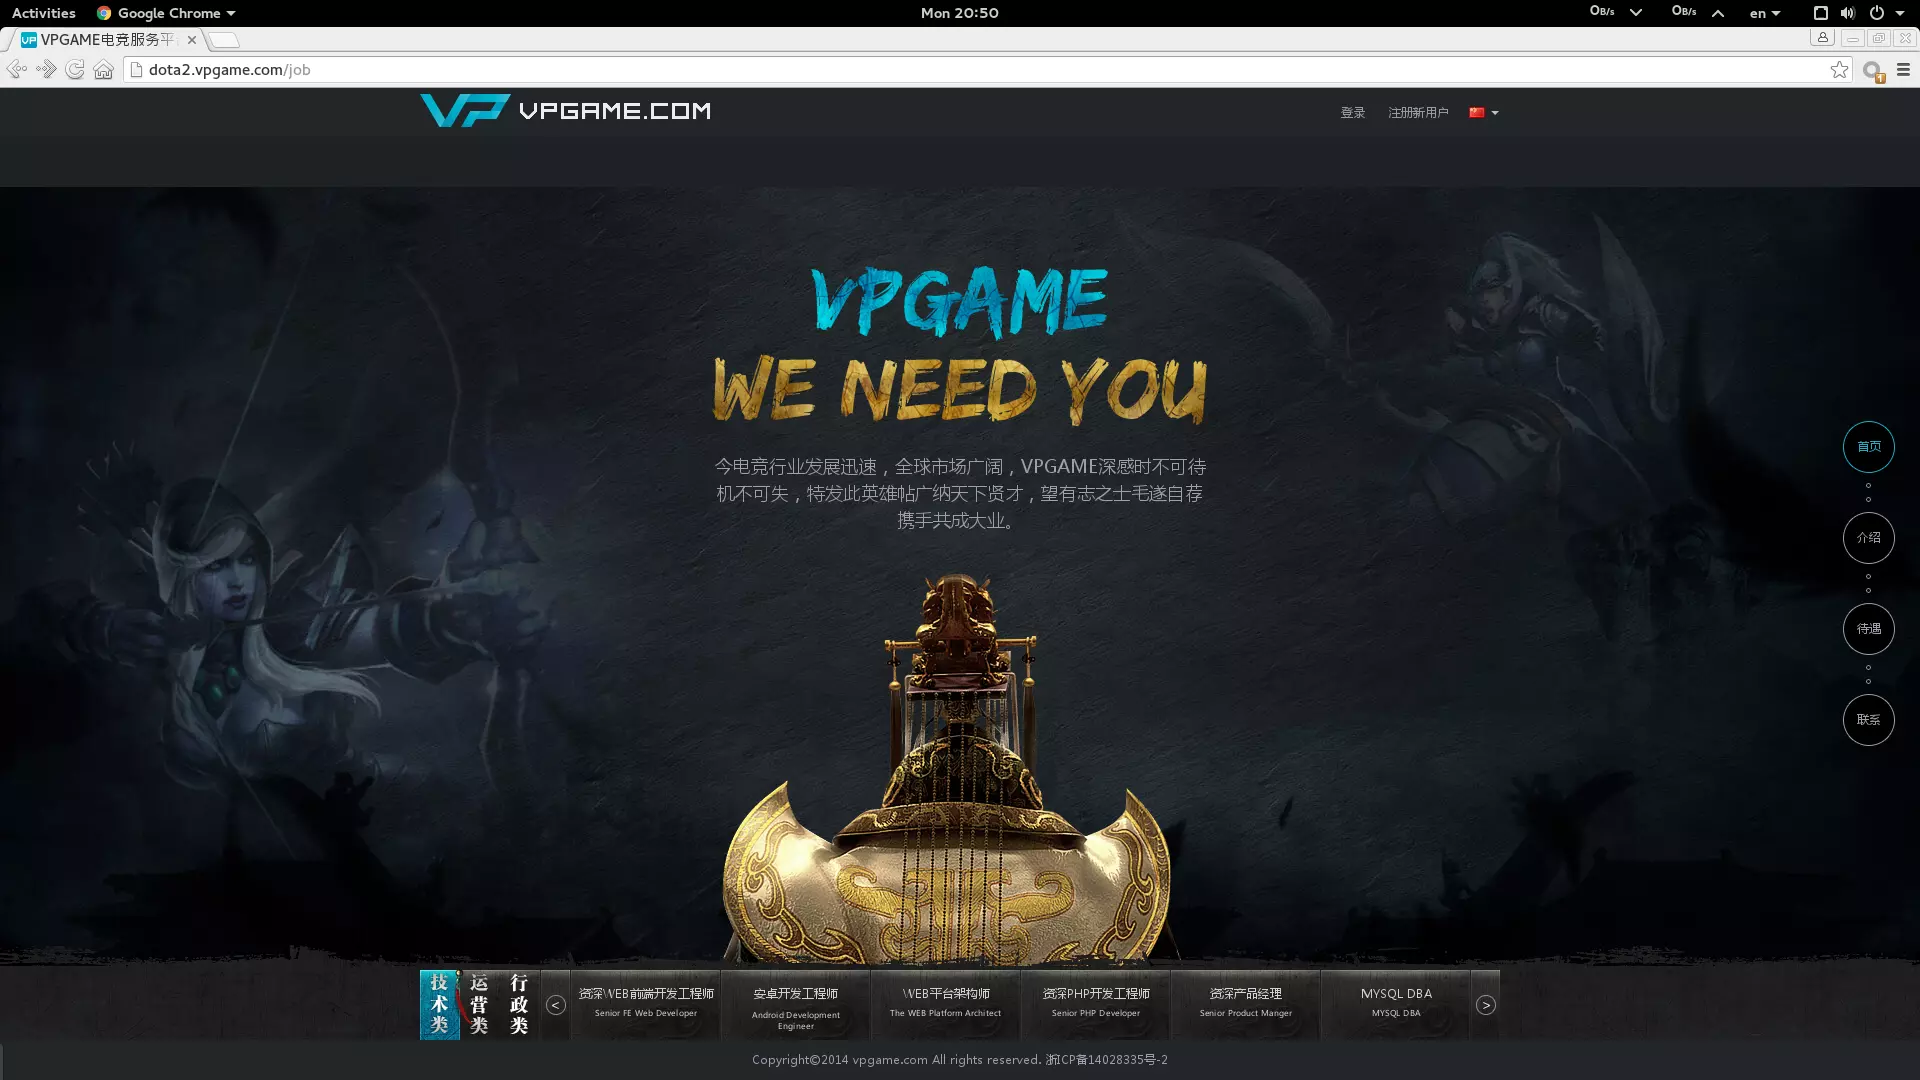 Activities
Google Chrome
Mon 20:50
0B/s
0B/s
en
VP VPGAME电竞服务平
dota2.vpgame.com/job
VP VPGAME.COM
登录
注册新用户
VPGAME
WE NEED YOU
今电竞行业发展迅速，全球市场广阔，VPGAME深感时不可待
机不可失，特发此英雄帖广纳天下贤才，望有志之士毛遂自荐
携手共成大业。
首页
介绍
待遇
联系
技术类
运营类
行政类
<
资深WEB前端开发工程师
Senior FE Web Developer
安卓开发工程师
Android Development
Engineer
WEB平台架构师
The WEB Platform Architect
资深PHP开发工程师
Senior PHP Developer
资深产品经理
Senior Product Manger
MYSQL DBA
MYSQL DBA
>
Copyright©2014 vpgame.com All rights reserved. 浙ICP备14028335号-2